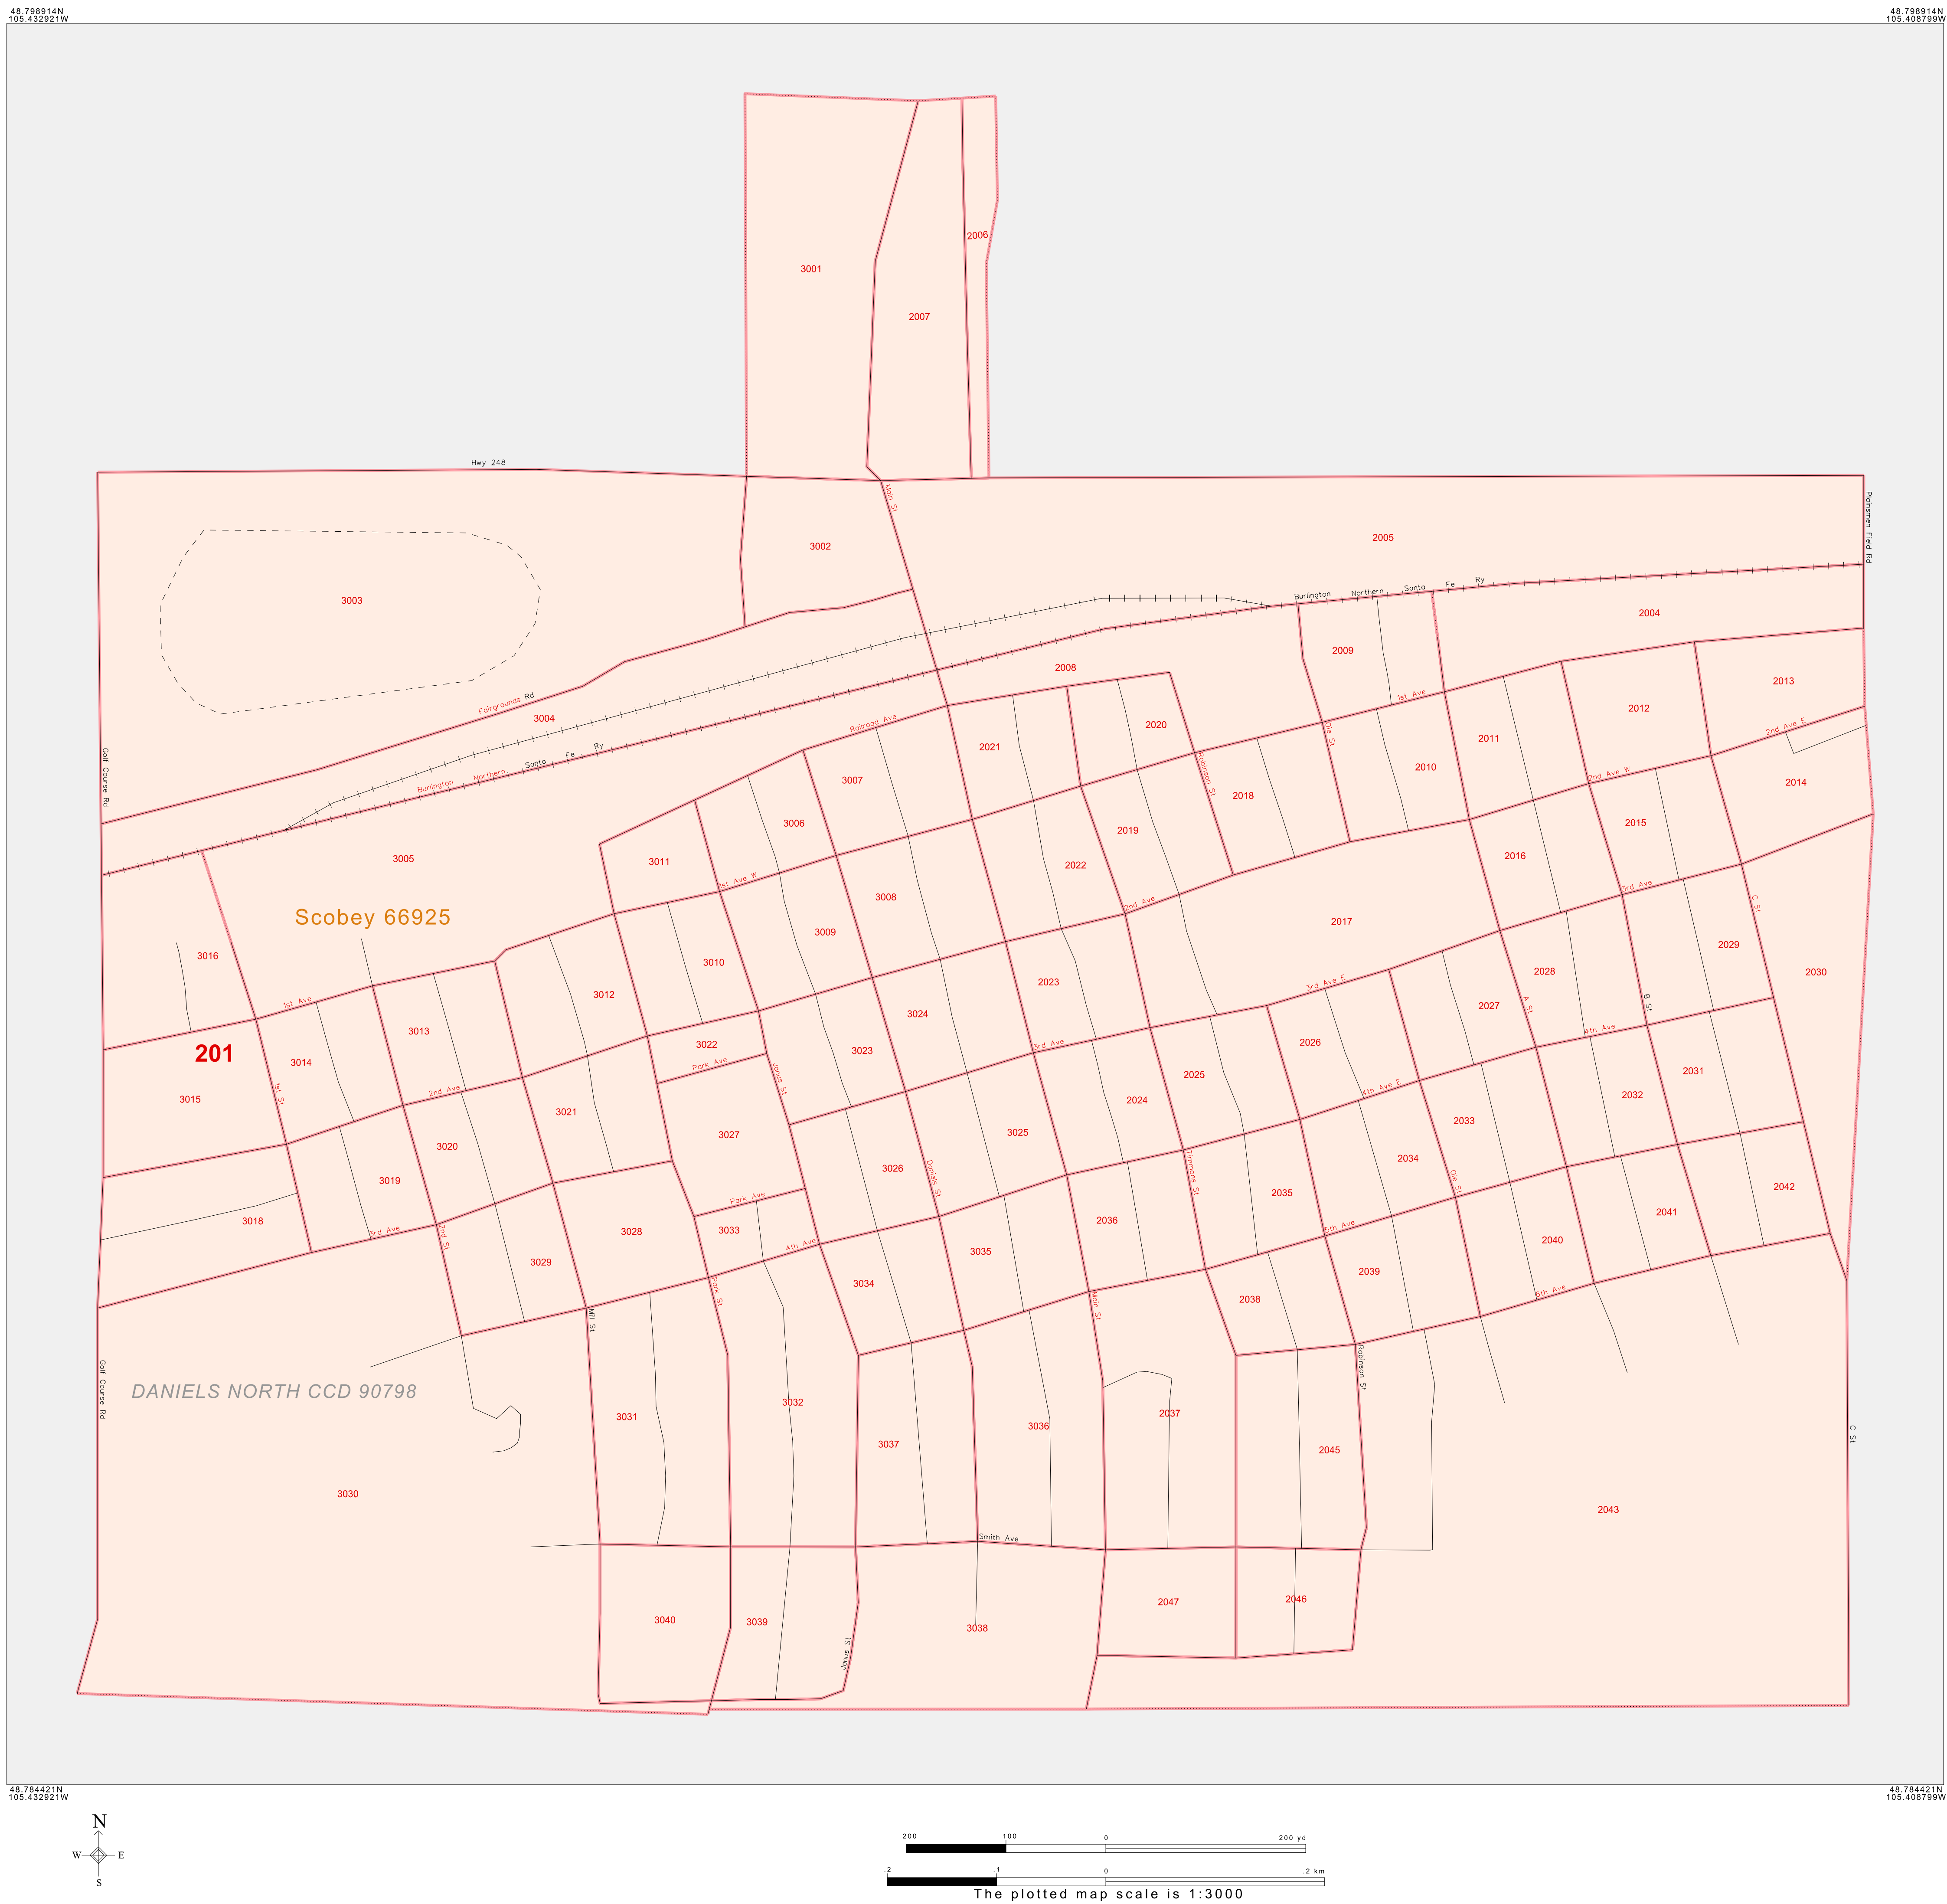 48.798914N
105.432921W
48.798914N
105.408799W
2006
3001
2007
Hwy 248
Main St
Plainsmen Field Rd
2005
3002
3003
Burlington Northern Santa Fe Ry
2004
2009
2008
2013
Fairgrounds Rd
1st Ave
2012
3004
Railroad Ave
2020
2nd Ave E
Ole St
2011
2021
Santa Fe Ry
Burlington Northern
Golf Course Rd
3007
Robinson St
2010
2nd Ave W
2014
2018
3006
2019
2015
3005
3011
2016
2022
1st Ave W
3rd Ave
3008
2nd Ave
C St
Scobey 66925
2017
3009
2029
3016
3010
2028
2030
2023
3rd Ave E
3012
1st Ave
2027
A St
B St
3024
3013
4th Ave
2026
3022
3rd Ave
3023
201
3014
Park Ave
2031
Janus St
2025
1st St
2nd Ave
4th Ave E
2032
3015
2024
3021
2033
3027
3025
3020
2034
3026
Daniels St
Timmons St
3019
Ole St
2042
2035
Park Ave
3018
3rd Ave
2nd St
3028
3033
2036
5th Ave
2041
4th Ave
3035
2040
3029
3034
2039
Park St
Main St
2038
6th Ave
Mill St
Golf Course Rd
Robinson St
DANIELS NORTH CCD 90798
3032
2037
3031
3036
C St
3037
2045
3030
2043
Smith Ave
2046
2047
3040
3039
3038
Janus St
48.784421N
105.432921W
48.784421N
105.408799W
N
W E
S
200 100 0 200 yd
.2 .1 0 .2 km
The plotted map scale is 1:3000